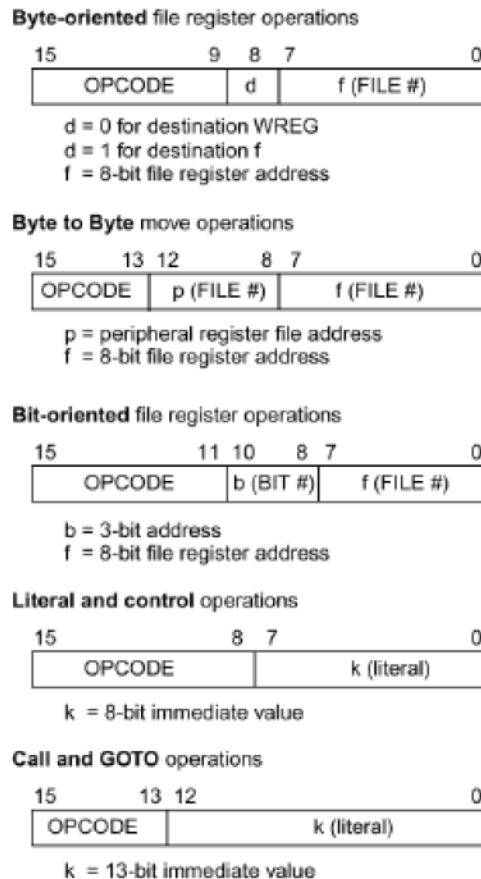 Byte-oriented file register operations
15 9 8 7 0
OPCODE d f (FILE #)
d = 0 for destination WREG
d = 1 for destination f
f = 8-bit file register address
Byte to Byte move operations
15 13 12 8 7 0
OPCODE p (FILE #) f (FILE #)
p = peripheral register file address
f = 8-bit file register address
Bit-oriented file register operations
15 11 10 8 7 0
OPCODE b (BIT #) f (FILE #)
b = 3-bit address
f = 8-bit file register address
Literal and control operations
15 8 7 0
OPCODE k (literal)
k = 8-bit immediate value
Call and GOTO operations
15 13 12 0
OPCODE k (literal)
k = 13-bit immediate value